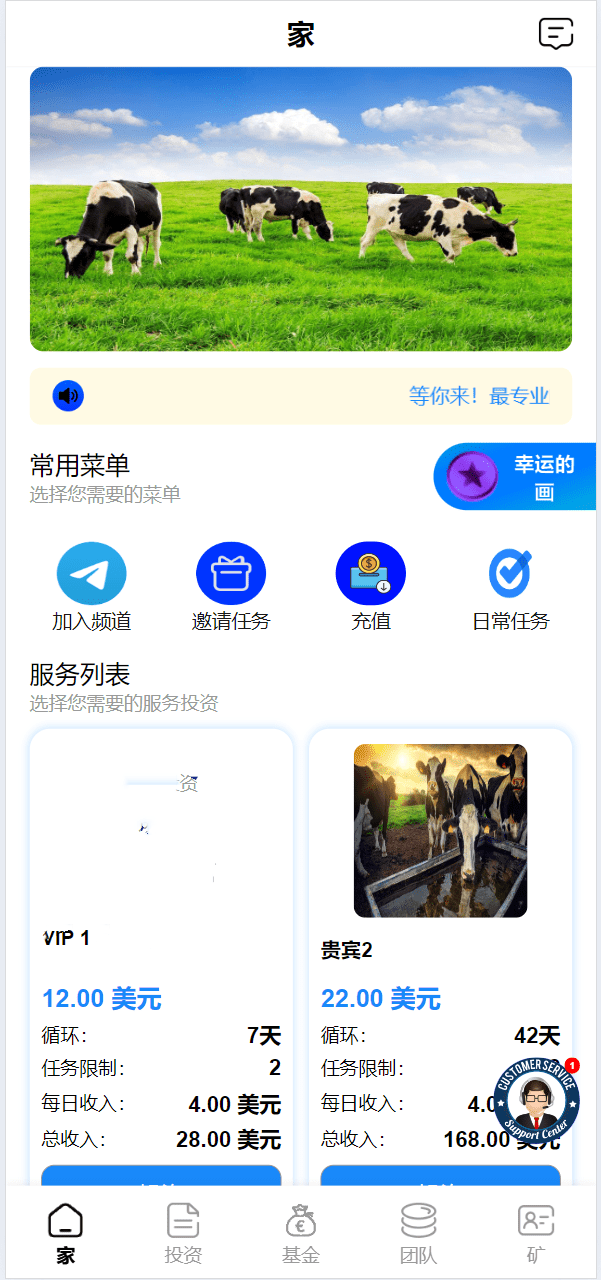 家
等你来！最专业
常用菜单
选择您需要的菜单
幸运的
画
加入频道
邀请任务
充值
日常任务
服务列表
选择您需要的服务投资
资
VIP 1
12.00 美元
循环： 7天
任务限制： 2
每日收入： 4.00 美元
总收入： 28.00 美元
贵宾2
22.00 美元
循环： 42天
任务限制：
每日收入： 4.0
总收入： 168.00 美元
CUSTOMER SERVICE
1
Support Center
家
投资
基金
团队
矿